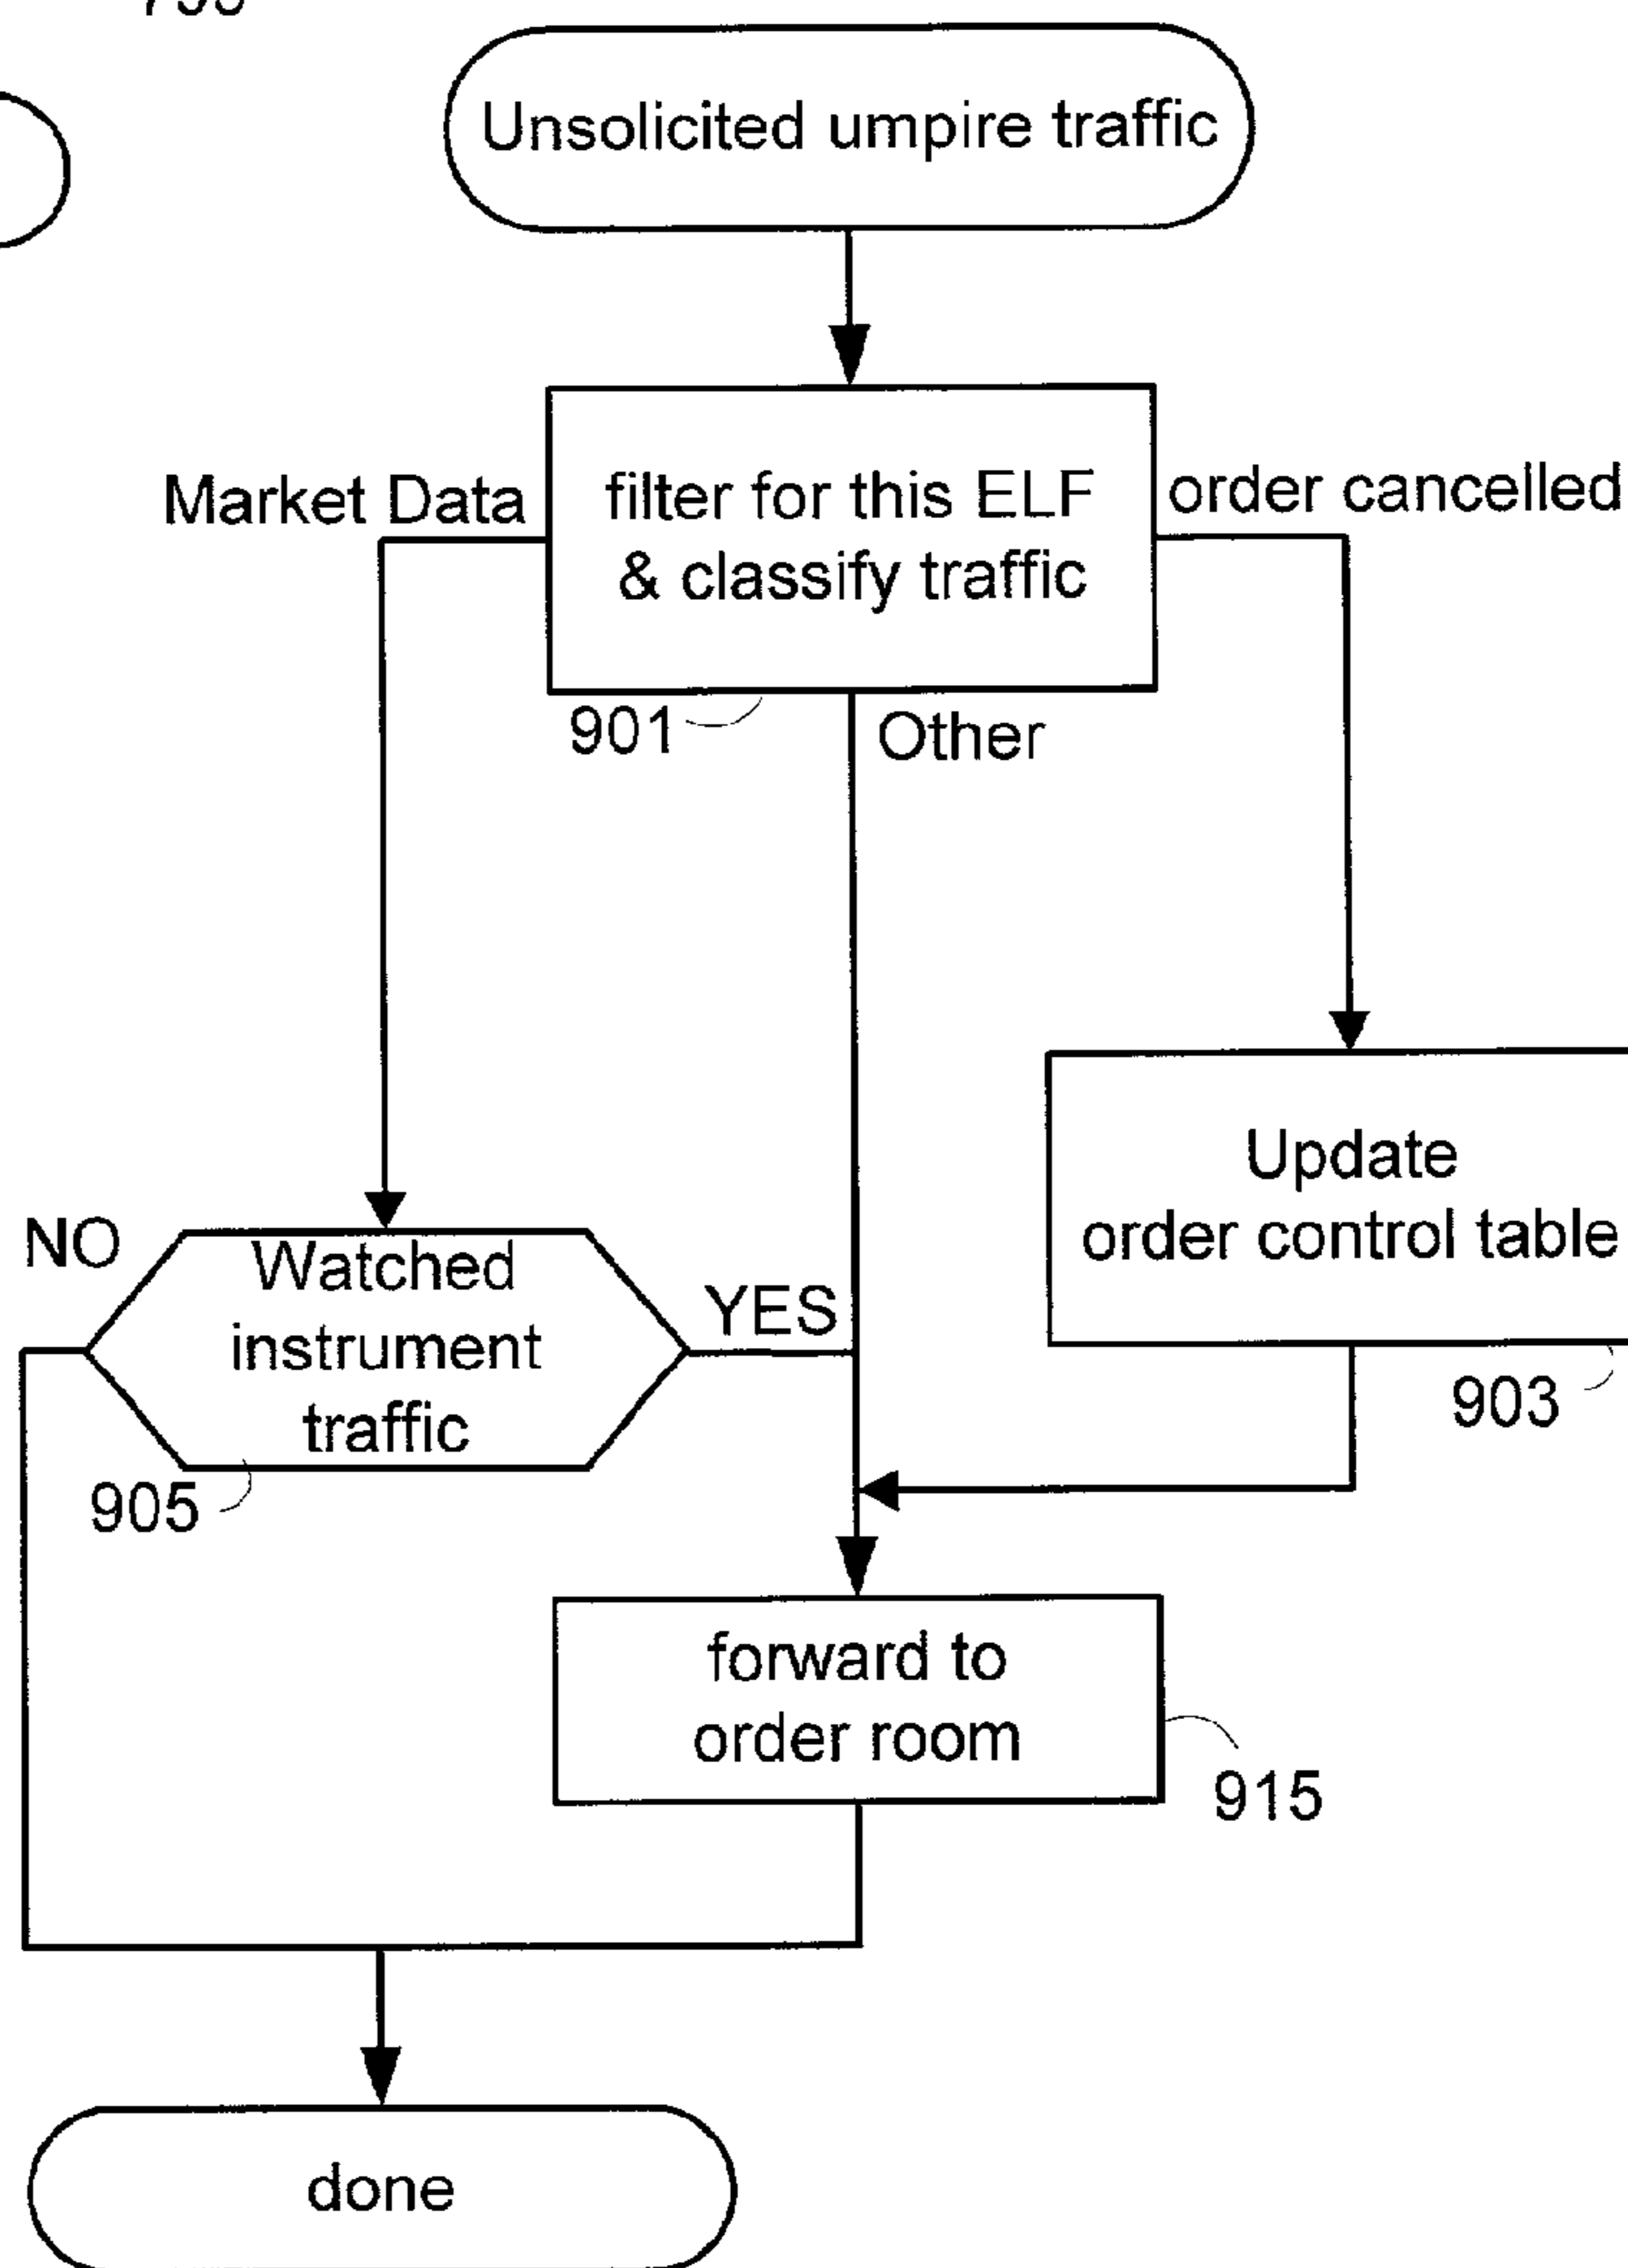 Unsolicited umpire traffic
Market Data
filter for this ELF
& classify traffic
order cancelled
901
Other
Update
order control table
903
NO
Watched
instrument
traffic
YES
905
forward to
order room
915
done